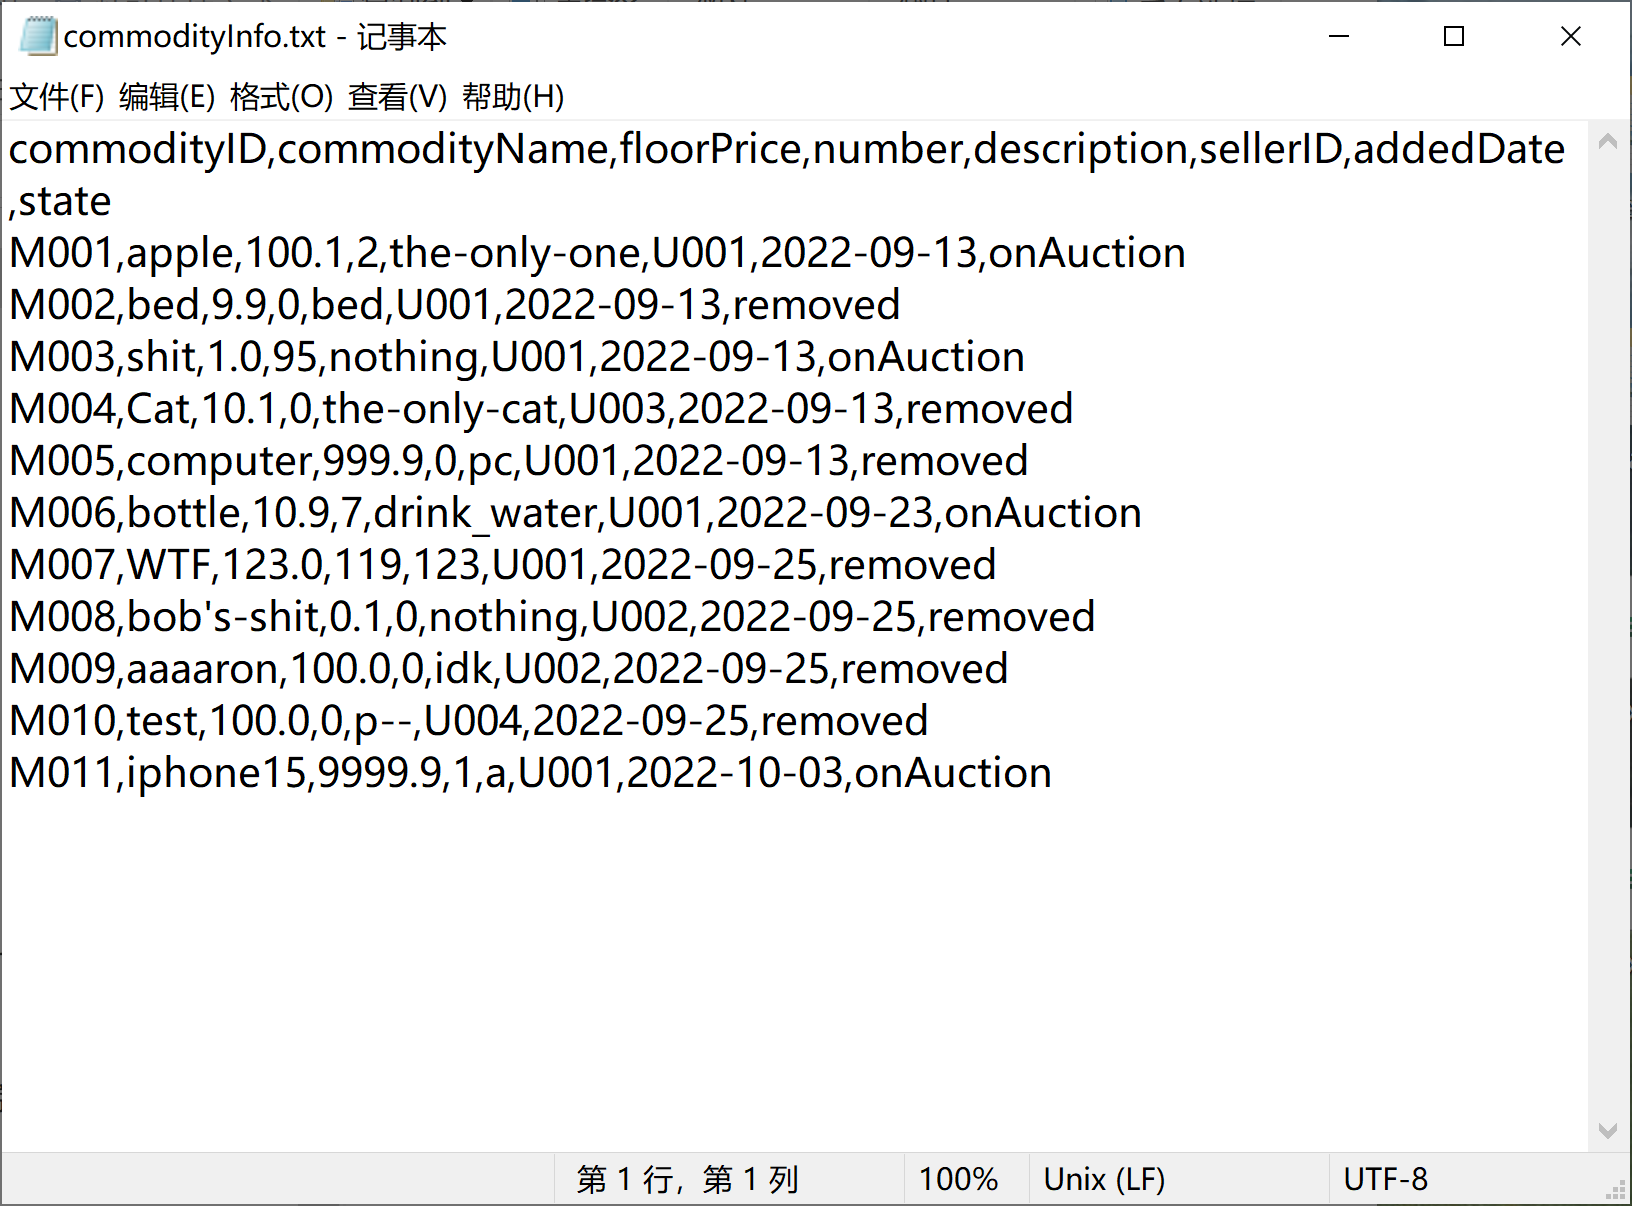 commodityInfo.txt - 记事本
文件(F) 编辑(E) 格式(O) 查看(V) 帮助(H)
commodityID,commodityName,floorPrice,number,description,sellerID,addedDate
,state
M001,apple,100.1,2,the-only-one,U001,2022-09-13,onAuction
M002,bed,9.9,0,bed,U001,2022-09-13,removed
M003,shit,1.0,95,nothing,U001,2022-09-13,onAuction
M004,Cat,10.1,0,the-only-cat,U003,2022-09-13,removed
M005,computer,999.9,0,pc,U001,2022-09-13,removed
M006,bottle,10.9,7,drink_water,U001,2022-09-23,onAuction
M007,WTF,123.0,119,123,U001,2022-09-25,removed
M008,bob's-shit,0.1,0,nothing,U002,2022-09-25,removed
M009,aaaaron,100.0,0,idk,U002,2022-09-25,removed
M010,test,100.0,0,p--,U004,2022-09-25,removed
M011,iphone15,9999.9,1,a,U001,2022-10-03,onAuction
第 1 行，第 1 列 100% Unix (LF) UTF-8